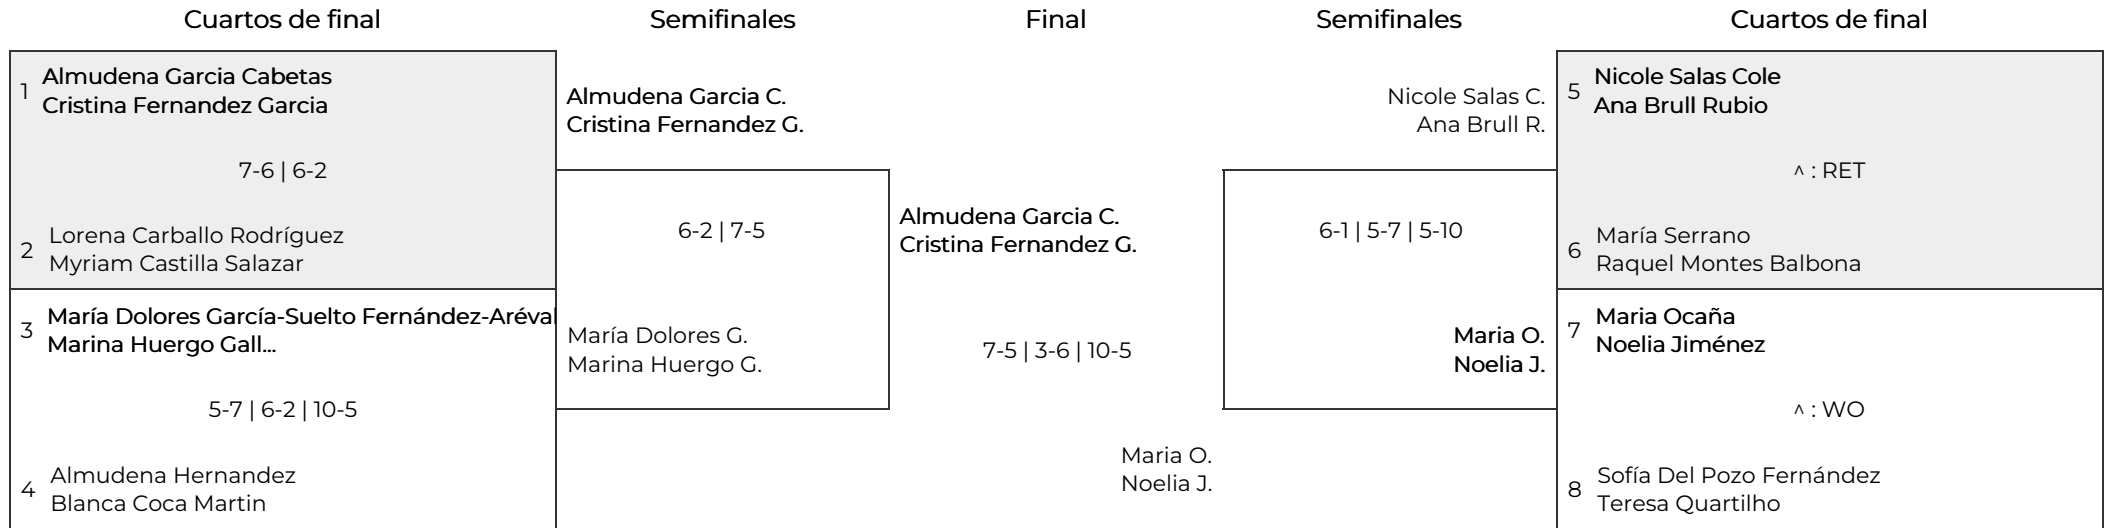 Cuartos de final
Semifinales
Final
Semifinales
Cuartos de final
1
Almudena Garcia Cabetas
Cristina Fernandez Garcia
7-6 | 6-2
2
Lorena Carballo Rodríguez
Myriam Castilla Salazar
3
María Dolores García-Suelto Fernández-Aréval
Marina Huergo Gall...
5-7 | 6-2 | 10-5
4
Almudena Hernandez
Blanca Coca Martin
Almudena Garcia C.
Cristina Fernandez G.
6-2 | 7-5
María Dolores G.
Marina Huergo G.
Almudena Garcia C.
Cristina Fernandez G.
7-5 | 3-6 | 10-5
Maria O.
Noelia J.
Nicole Salas C.
Ana Brull R.
6-1 | 5-7 | 5-10
Maria O.
Noelia J.
5
Nicole Salas Cole
Ana Brull Rubio
^ : RET
6
María Serrano
Raquel Montes Balbona
7
Maria Ocaña
Noelia Jiménez
^ : WO
8
Sofía Del Pozo Fernández
Teresa Quartilho